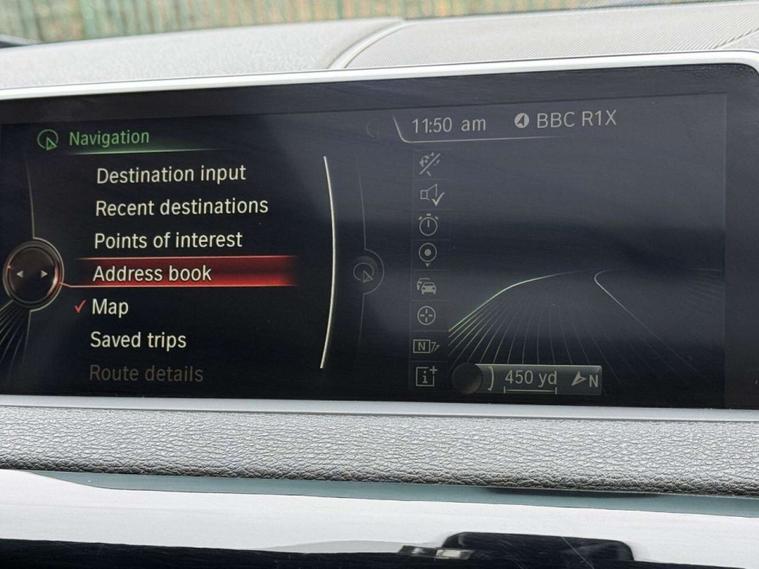 Navigation
Destination input
Recent destinations
Points of interest
Address book
Map
Saved trips
Route details
11:50 am
BBC R1X
N
i+
450 yd
N